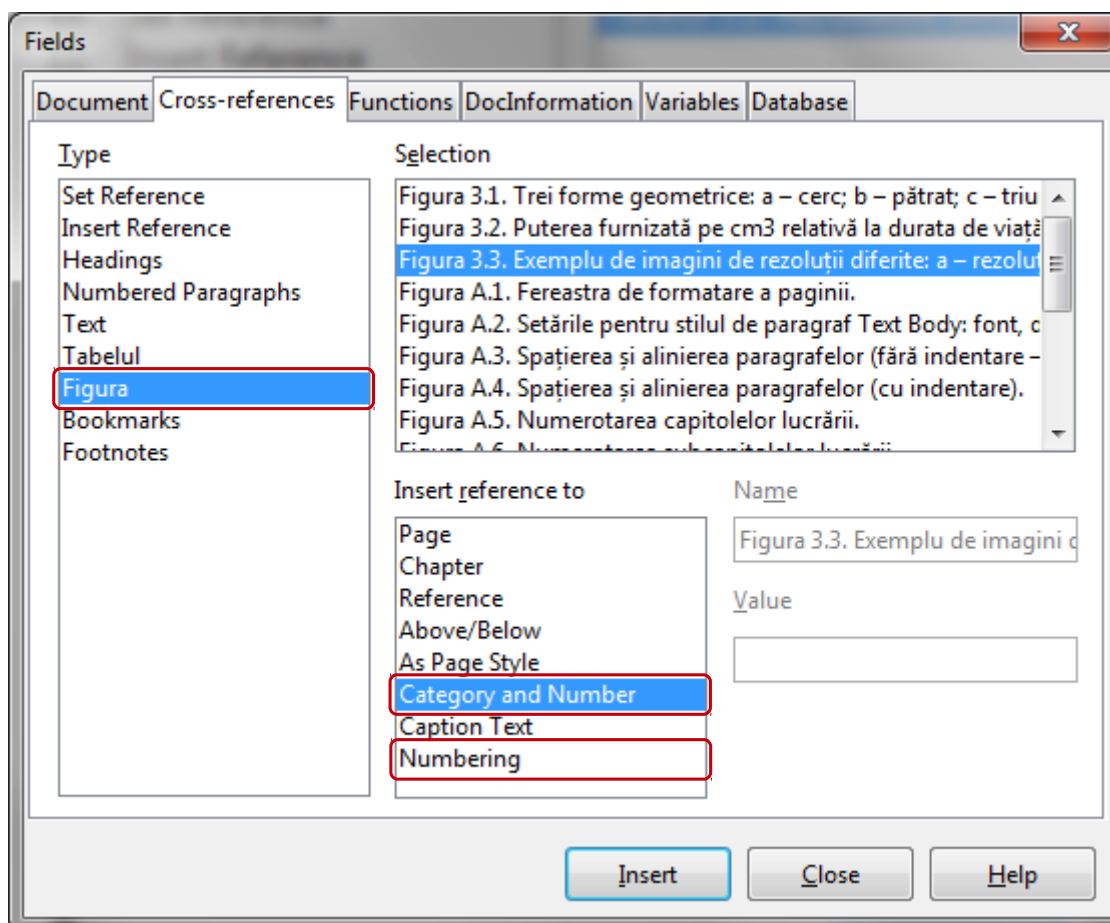 Fields
Document Cross-references Functions DocInformation Variables Database
Type
Set Reference
Insert Reference
Headings
Numbered Paragraphs
Text
Tabelul
Figura
Bookmarks
Footnotes
Selection
Figura 3.1. Trei forme geometrice: a – cerc; b – pătrat; c – triu
Figura 3.2. Puterea furnizată pe cm3 relativă la durata de viață
Figura 3.3. Exemplu de imagini de rezoluții diferite: a – rezoluț
Figura A.1. Fereastra de formatare a paginii.
Figura A.2. Setările pentru stilul de paragraf Text Body: font, c
Figura A.3. Spațierea și alinierea paragrafelor (fără indentare –
Figura A.4. Spațierea și alinierea paragrafelor (cu indentare).
Figura A.5. Numerotarea capitolelor lucrării.
Figura A.6. Numerotarea subcapitolelor lucrării.
Insert reference to
Page
Chapter
Reference
Above/Below
As Page Style
Category and Number
Caption Text
Numbering
Name
Figura 3.3. Exemplu de imagini c
Value
Insert Close Help